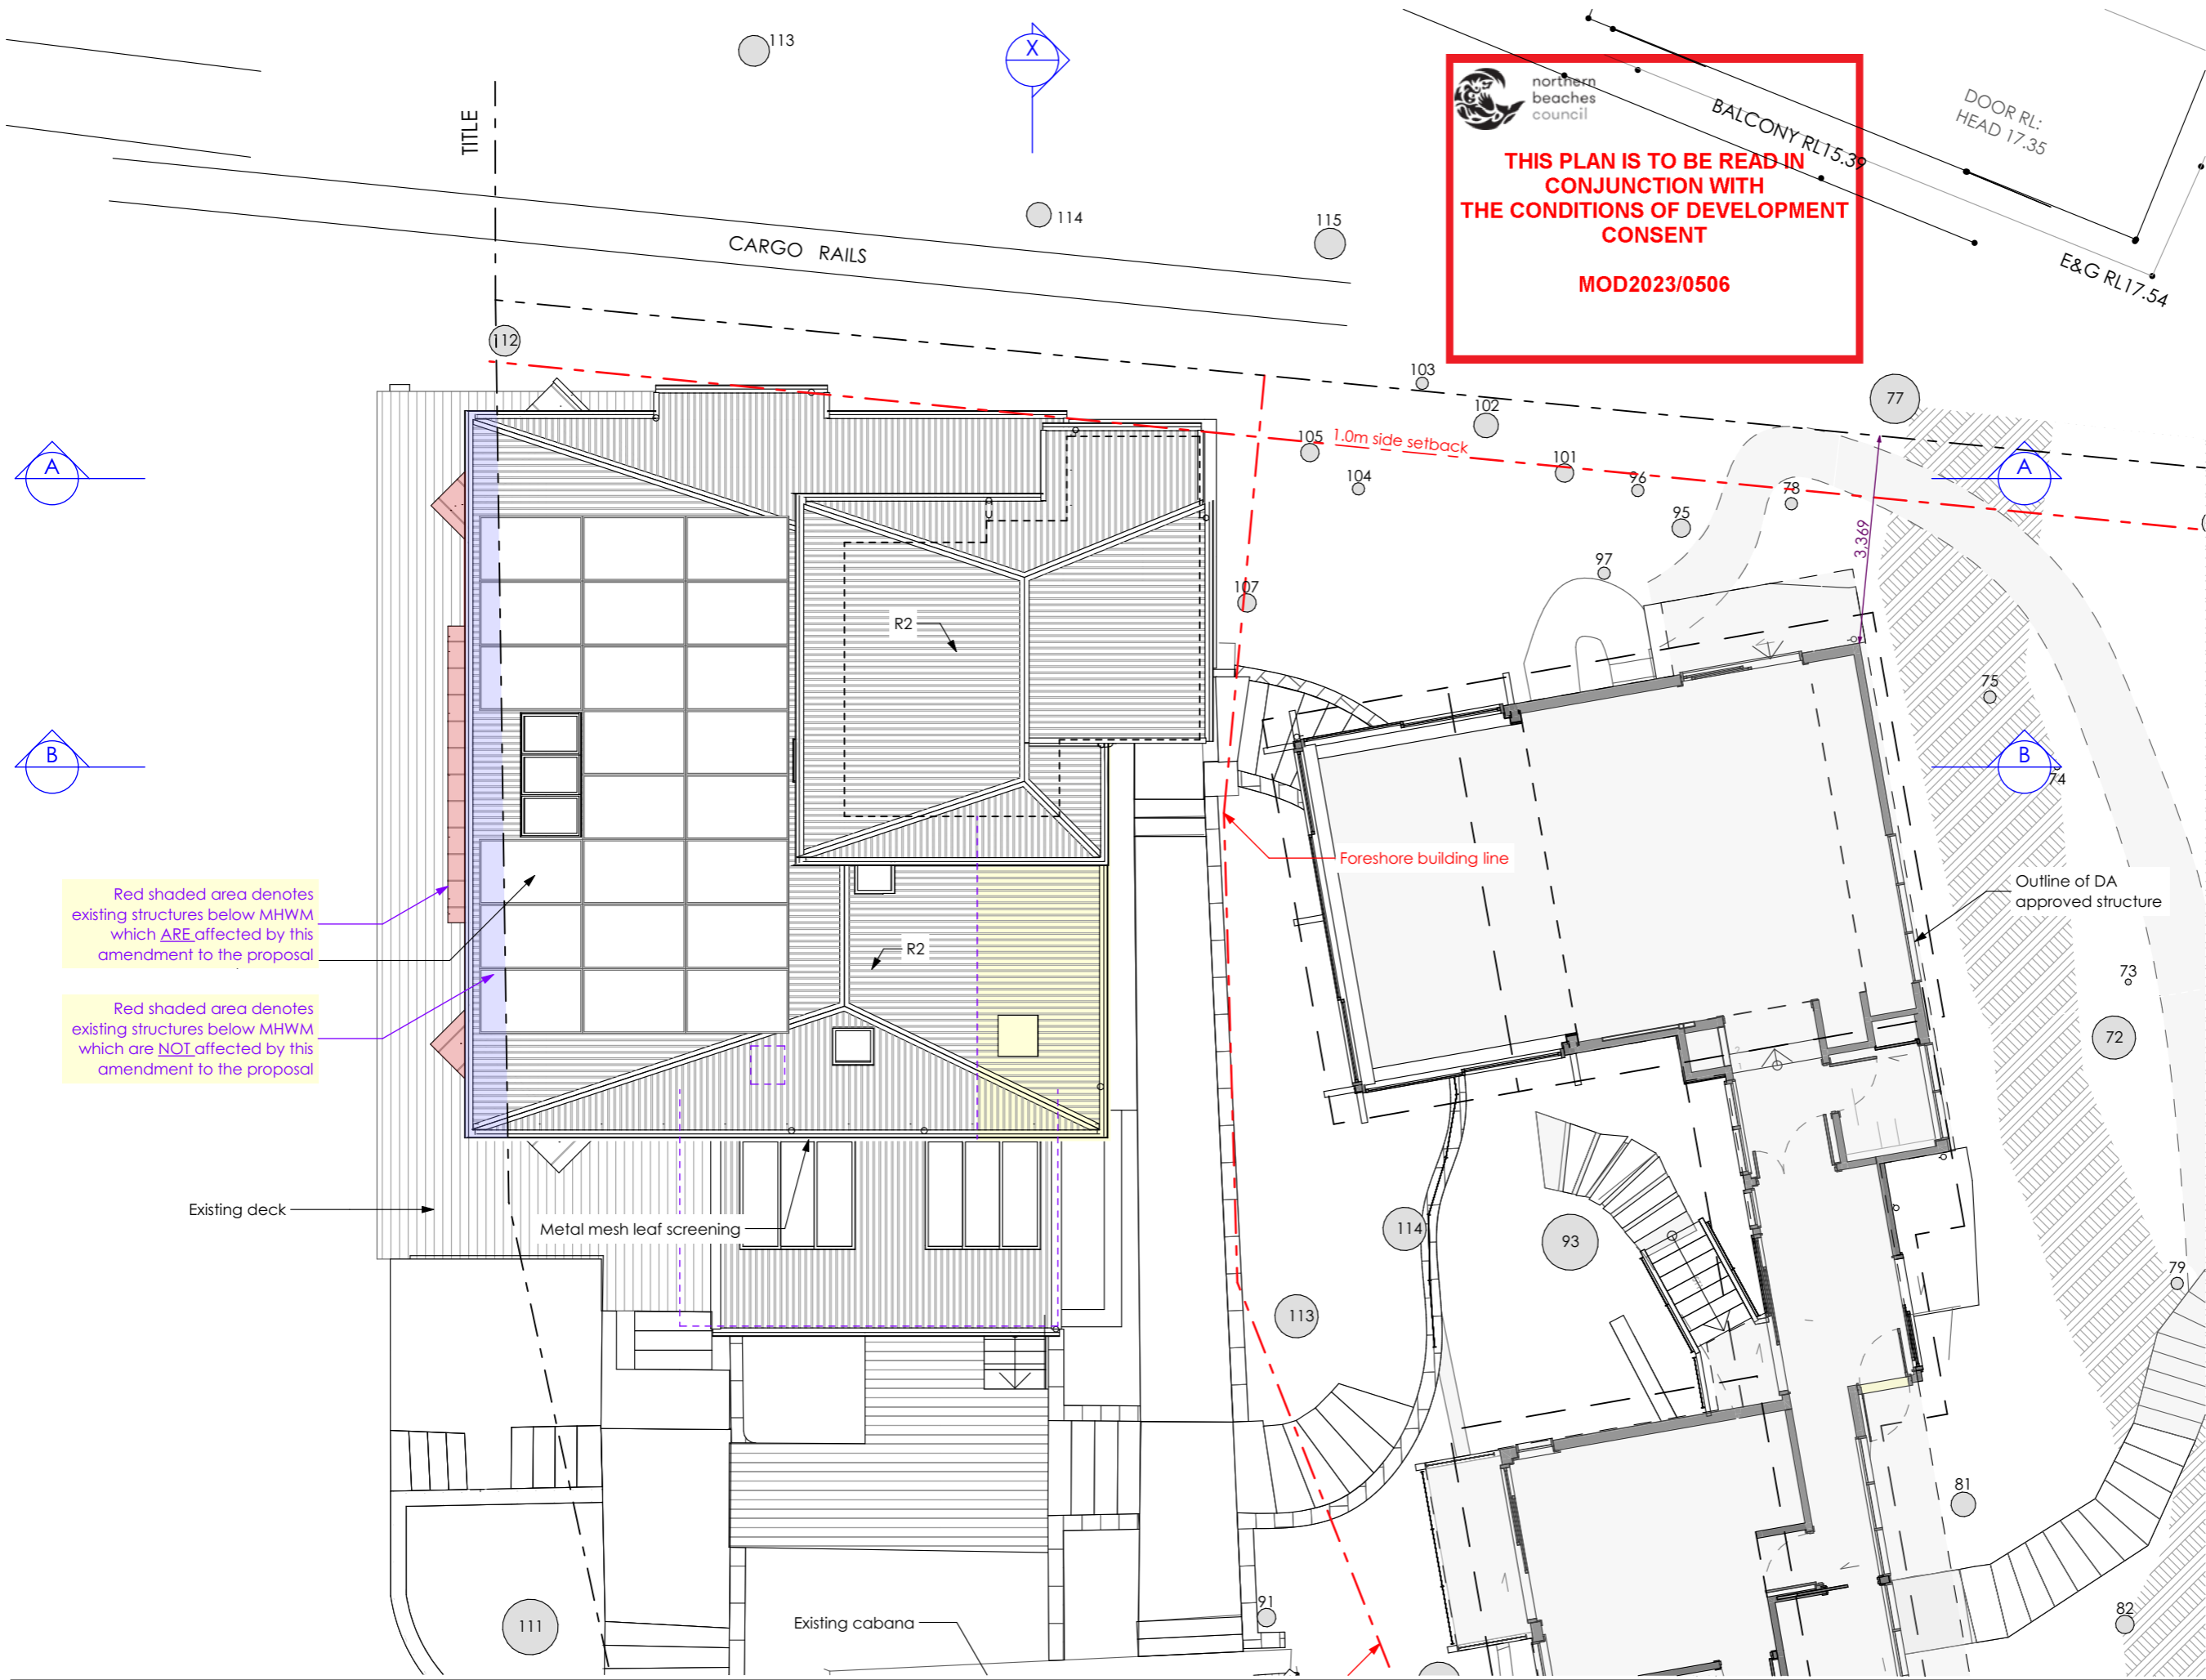 113
X
TITLE
114
115
CARGO RAILS
northern
beaches
council
THIS PLAN IS TO BE READ IN
CONJUNCTION WITH
THE CONDITIONS OF DEVELOPMENT
CONSENT
MOD2023/0506
BALCONY RL15.39
DOOR RL:
HEAD 17.35
E&G RL17.54
112
103
102
77
105
1.0m side setback
104
101
96
78
95
97
107
3,369
A
A
R2
75
B
B
74
Foreshore building line
Outline of DA
approved structure
Red shaded area denotes
existing structures below MHWM
which ARE affected by this
amendment to the proposal
R2
73
72
Red shaded area denotes
existing structures below MHWM
which are NOT affected by this
amendment to the proposal
Existing deck
Metal mesh leaf screening
114
93
79
113
81
91
82
111
Existing cabana